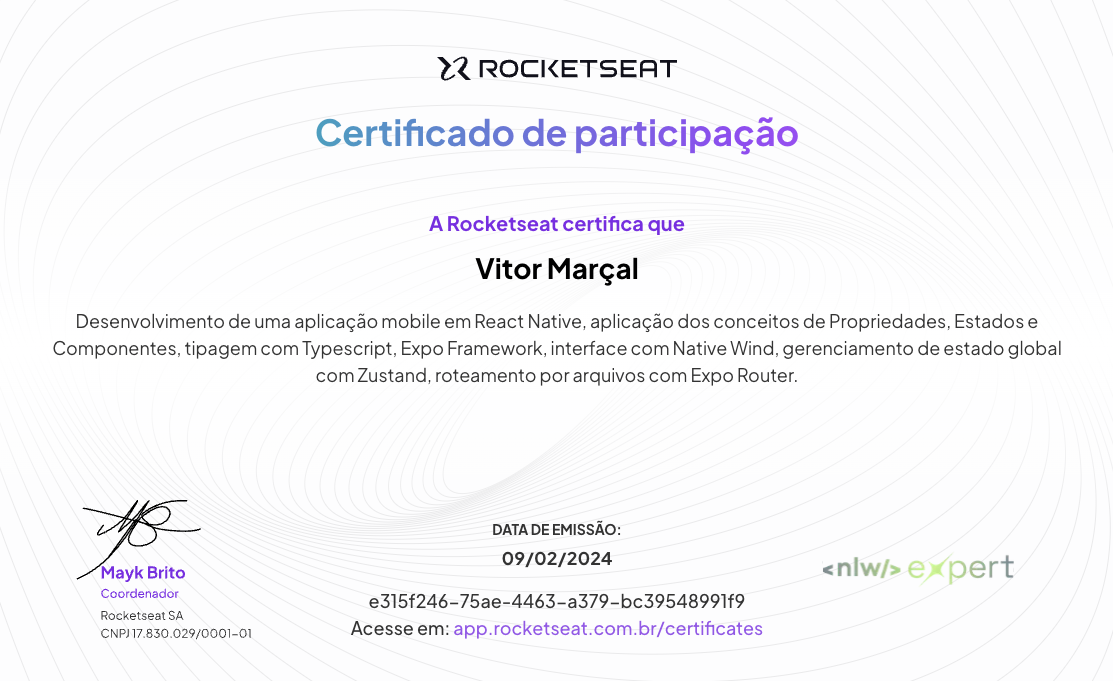 ROCKETSEAT
Certificado de participação
A Rocketseat certifica que
Vitor Marçal
Desenvolvimento de uma aplicação mobile em React Native, aplicação dos conceitos de Propriedades, Estados e
Componentes, tipagem com Typescript, Expo Framework, interface com Native Wind, gerenciamento de estado global
com Zustand, roteamento por arquivos com Expo Router.
Mayk Brito
Coordenador
Rocketseat SA
CNPJ 17.830.029/0001-01
DATA DE EMISSÃO:
09/02/2024
e315f246-75ae-4463-a379-bc39548991f9
Acesse em: app.rocketseat.com.br/certificates
<nlw/> expert